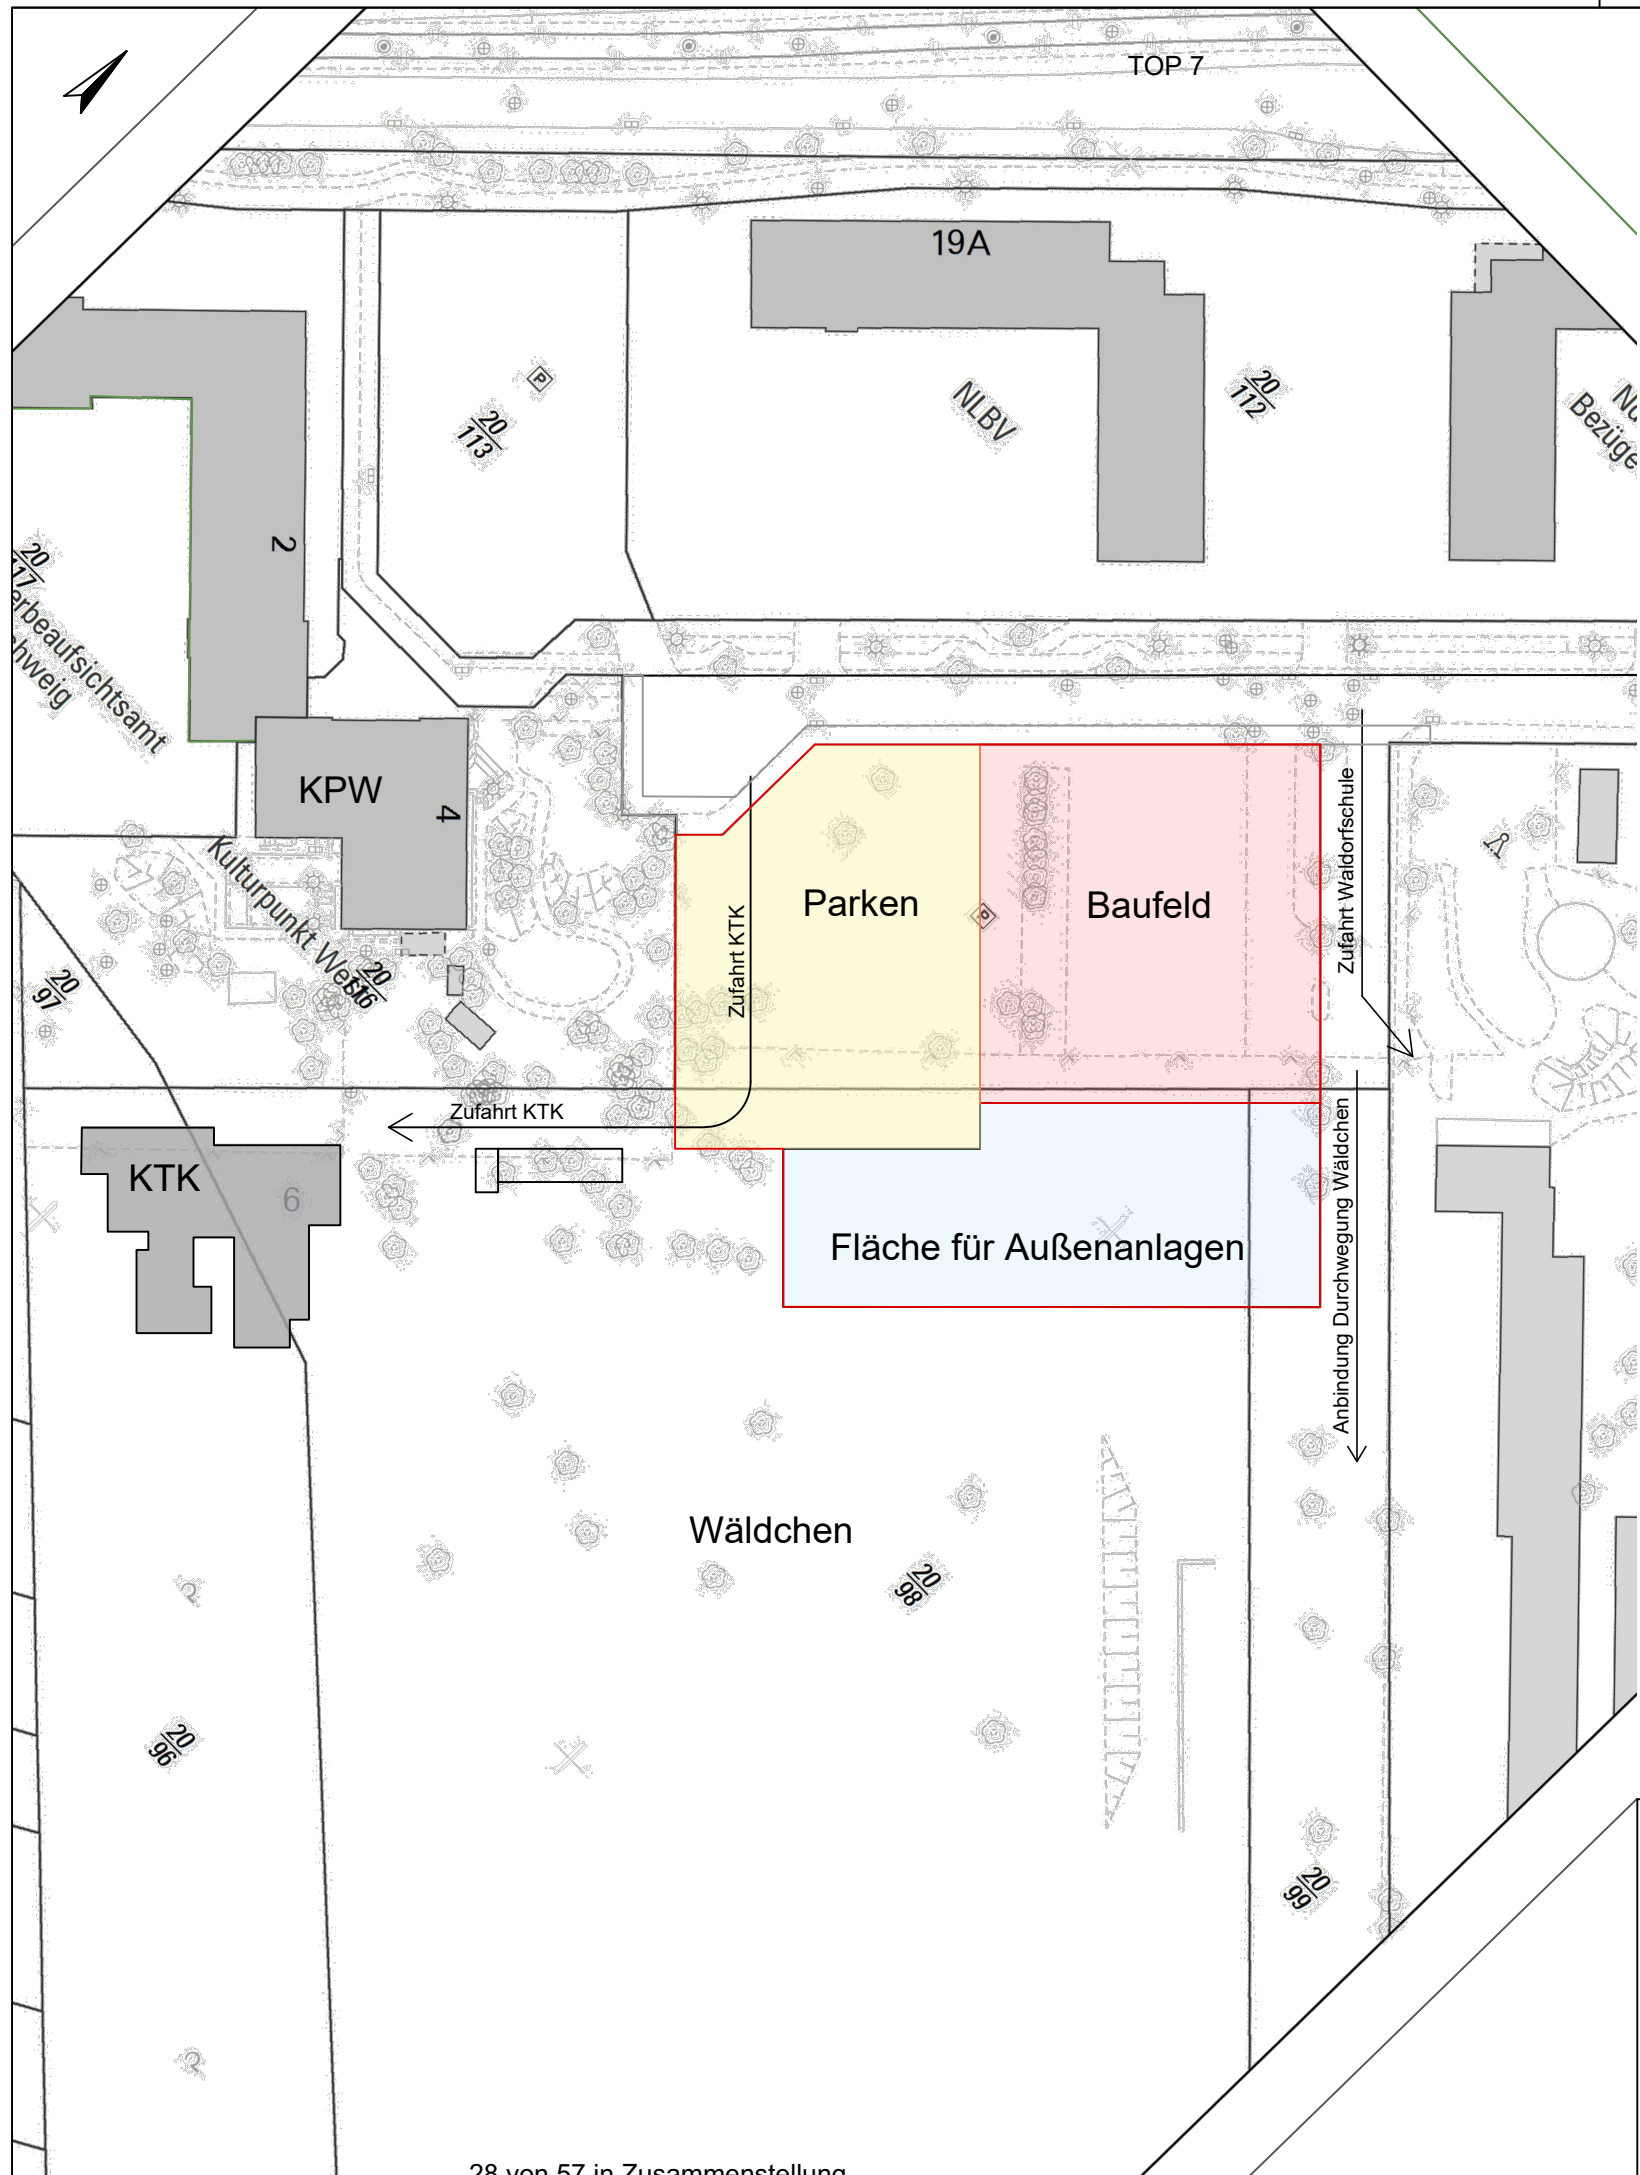 TOP 7
19A
P
20
113
NLBV
20
112
Bezüge
2
20
117
erbeaufsichtsamt
hweig
KPW
4
Kulturpunkt West
20
116
20
97
Parken
P
Baufeld
Zufahrt KTK
Zufahrt Waldorfschule
Zufahrt KTK
KTK
6
Fläche für Außenanlagen
Anbindung Durchwegung Wäldchen
Wäldchen
20
98
20
96
20
99
28 von 57 in Zusammenstellung